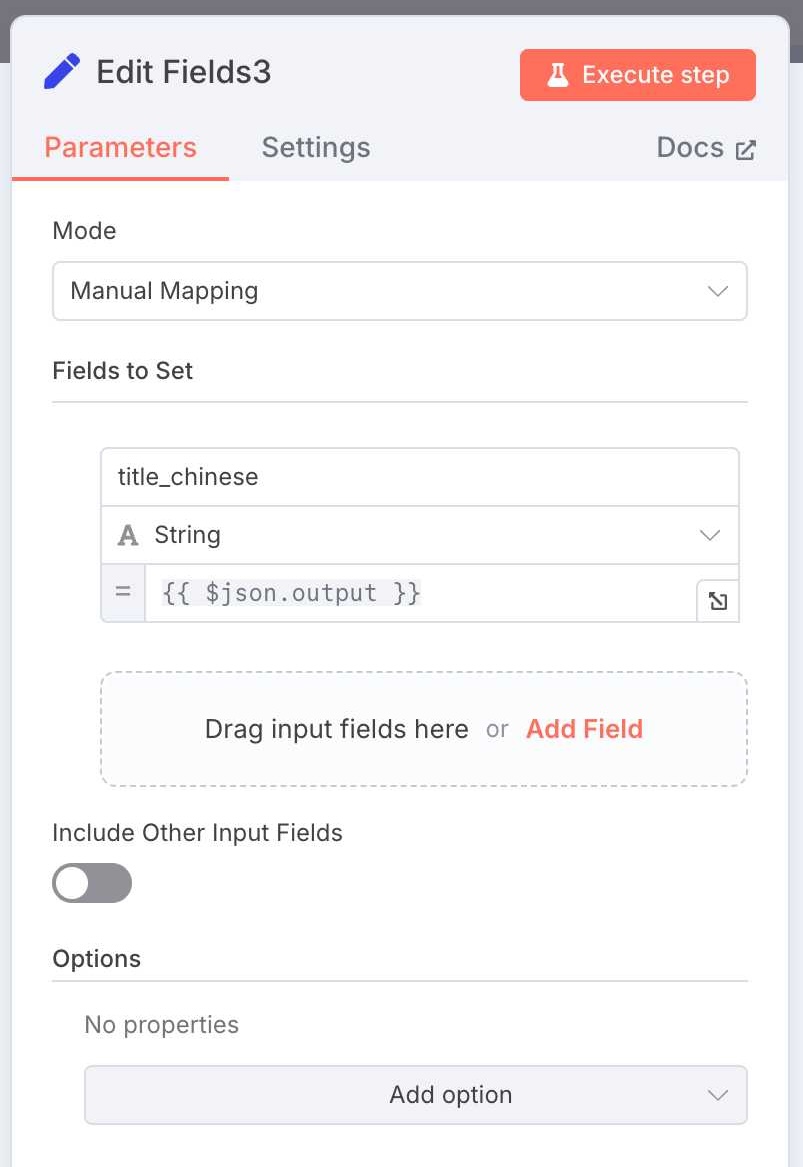 Edit Fields3
Execute step
Parameters
Settings
Docs
Mode
Manual Mapping
Fields to Set
title_chinese
A String
= {{ $json.output }}
Drag input fields here or Add Field
Include Other Input Fields
Options
No properties
Add option